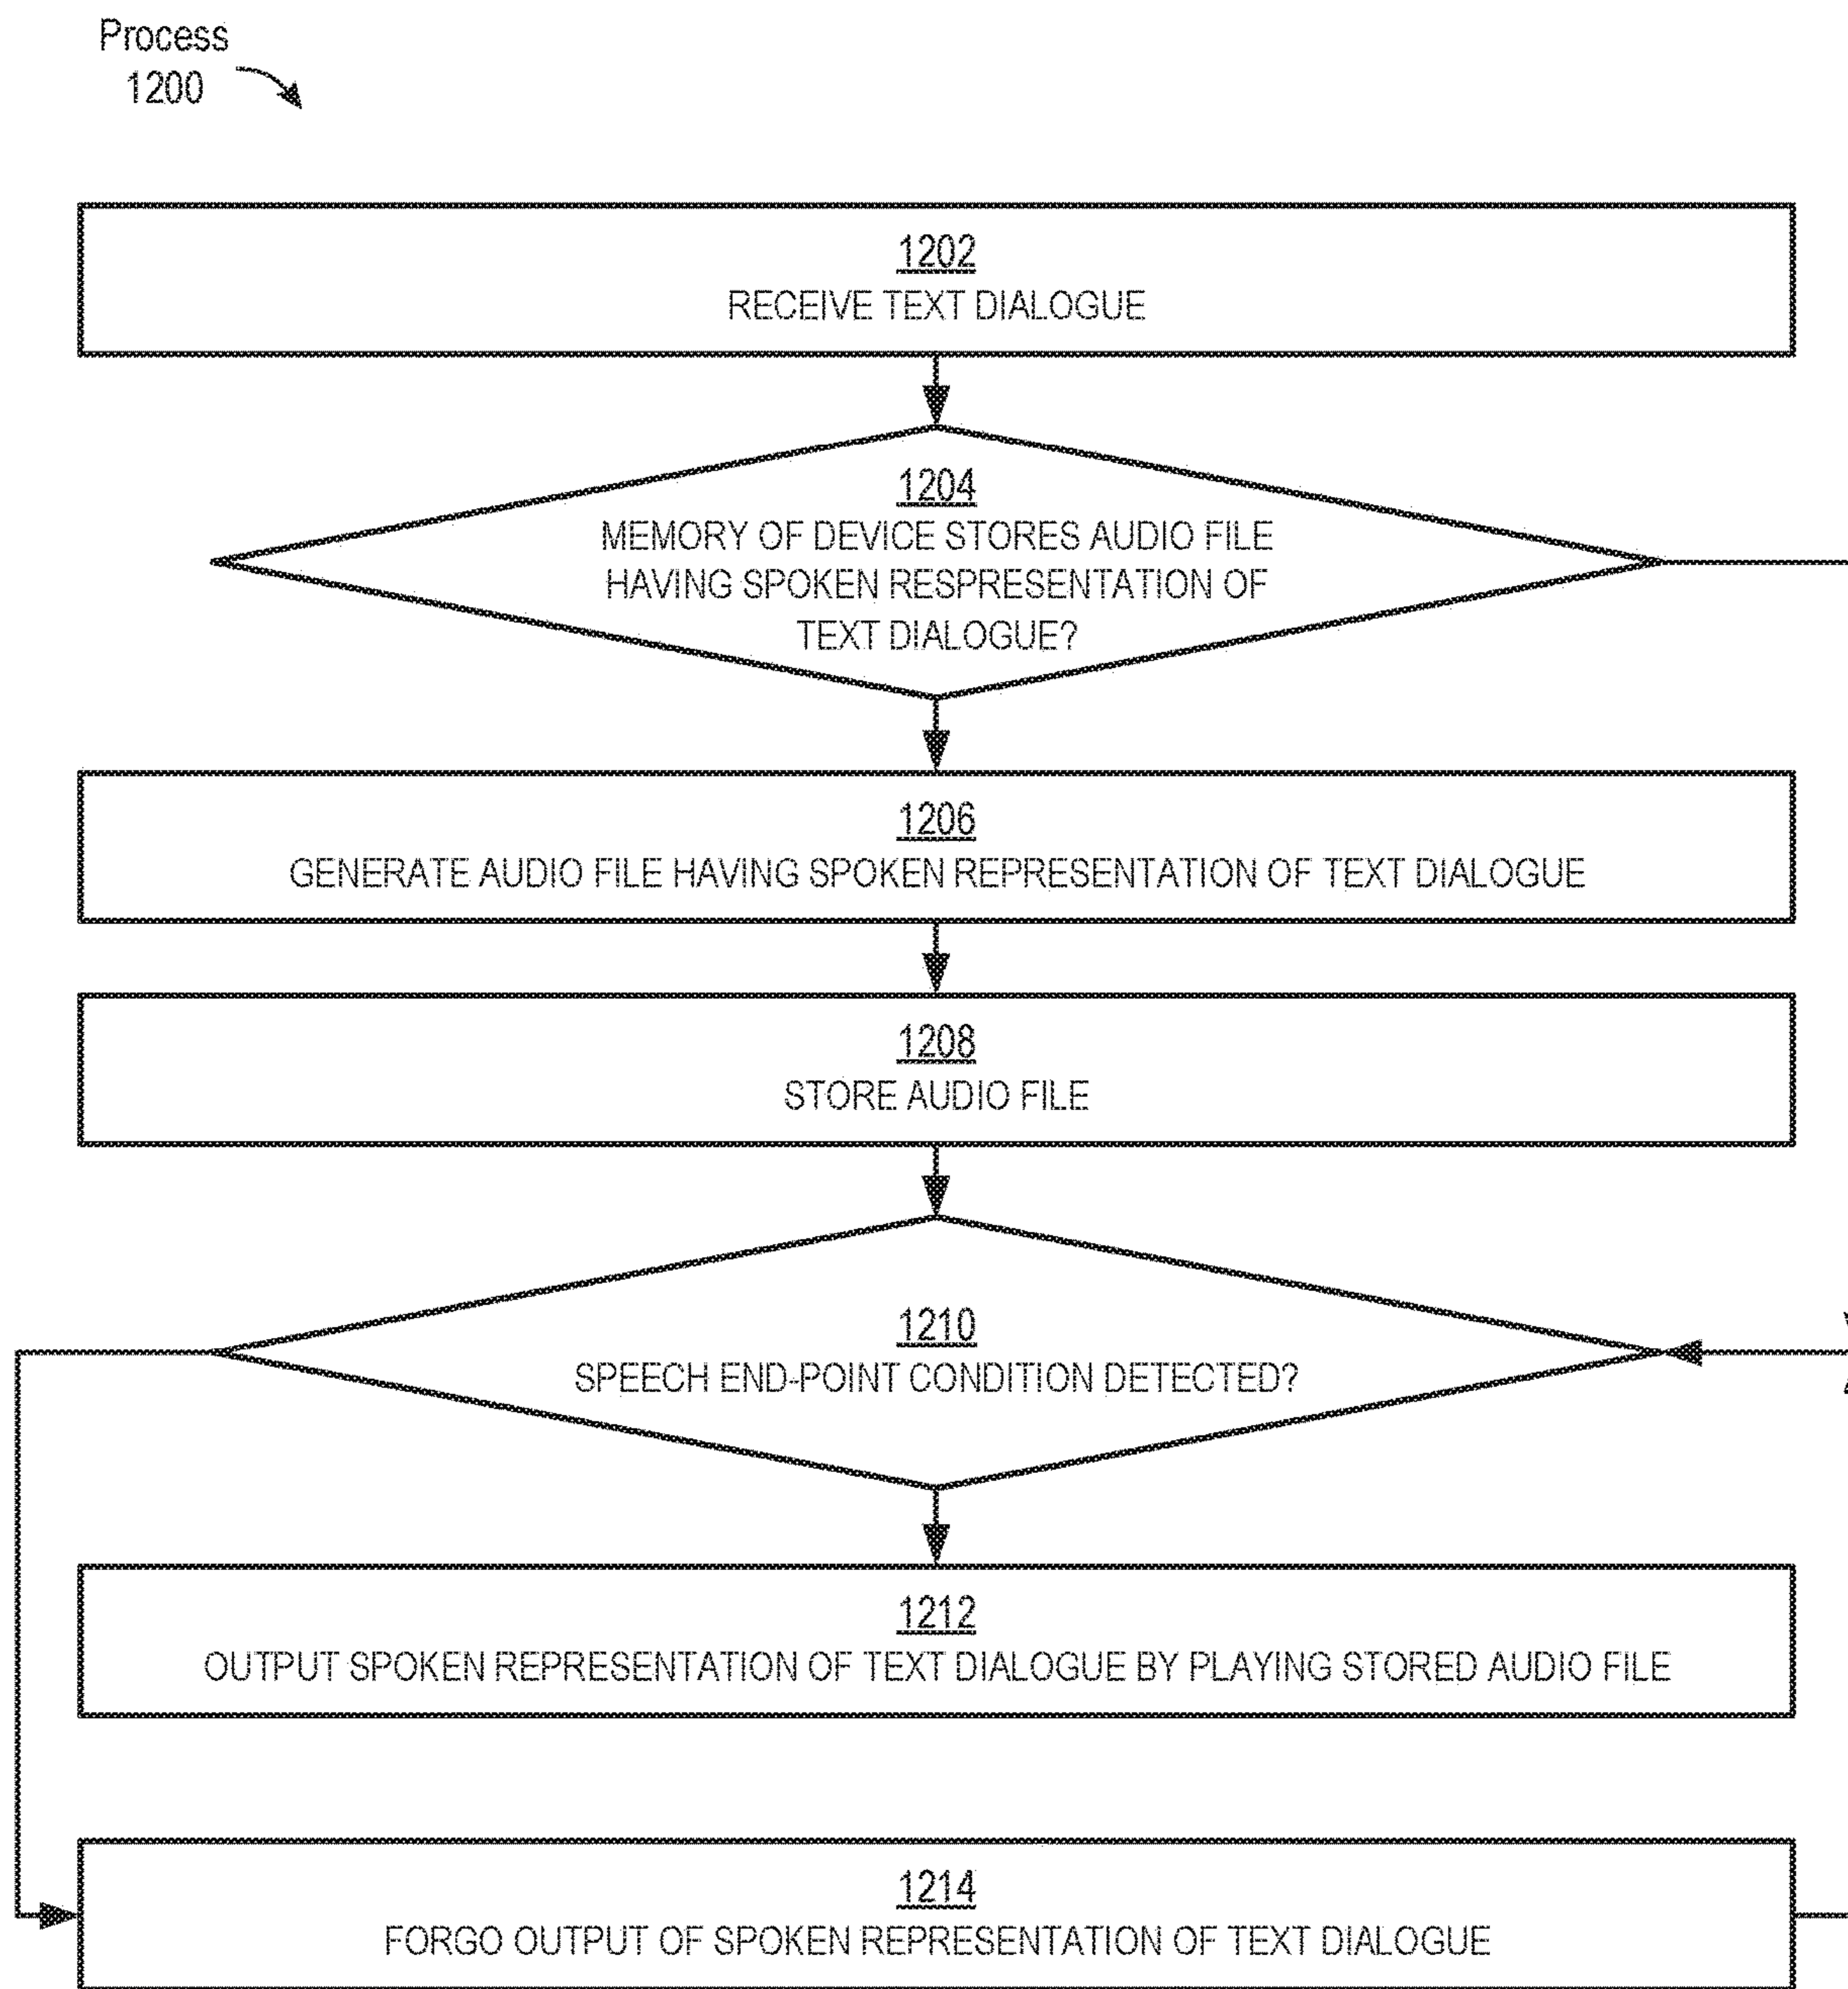 Process
1200
1202
RECEIVE TEXT DIALOGUE
1204
MEMORY OF DEVICE STORES AUDIO FILE
HAVING SPOKEN RESPRESENTATION OF
TEXT DIALOGUE?
1206
GENERATE AUDIO FILE HAVING SPOKEN REPRESENTATION OF TEXT DIALOGUE
1208
STORE AUDIO FILE
1210
SPEECH END-POINT CONDITION DETECTED?
1212
OUTPUT SPOKEN REPRESENTATION OF TEXT DIALOGUE BY PLAYING STORED AUDIO FILE
1214
FORGO OUTPUT OF SPOKEN REPRESENTATION OF TEXT DIALOGUE